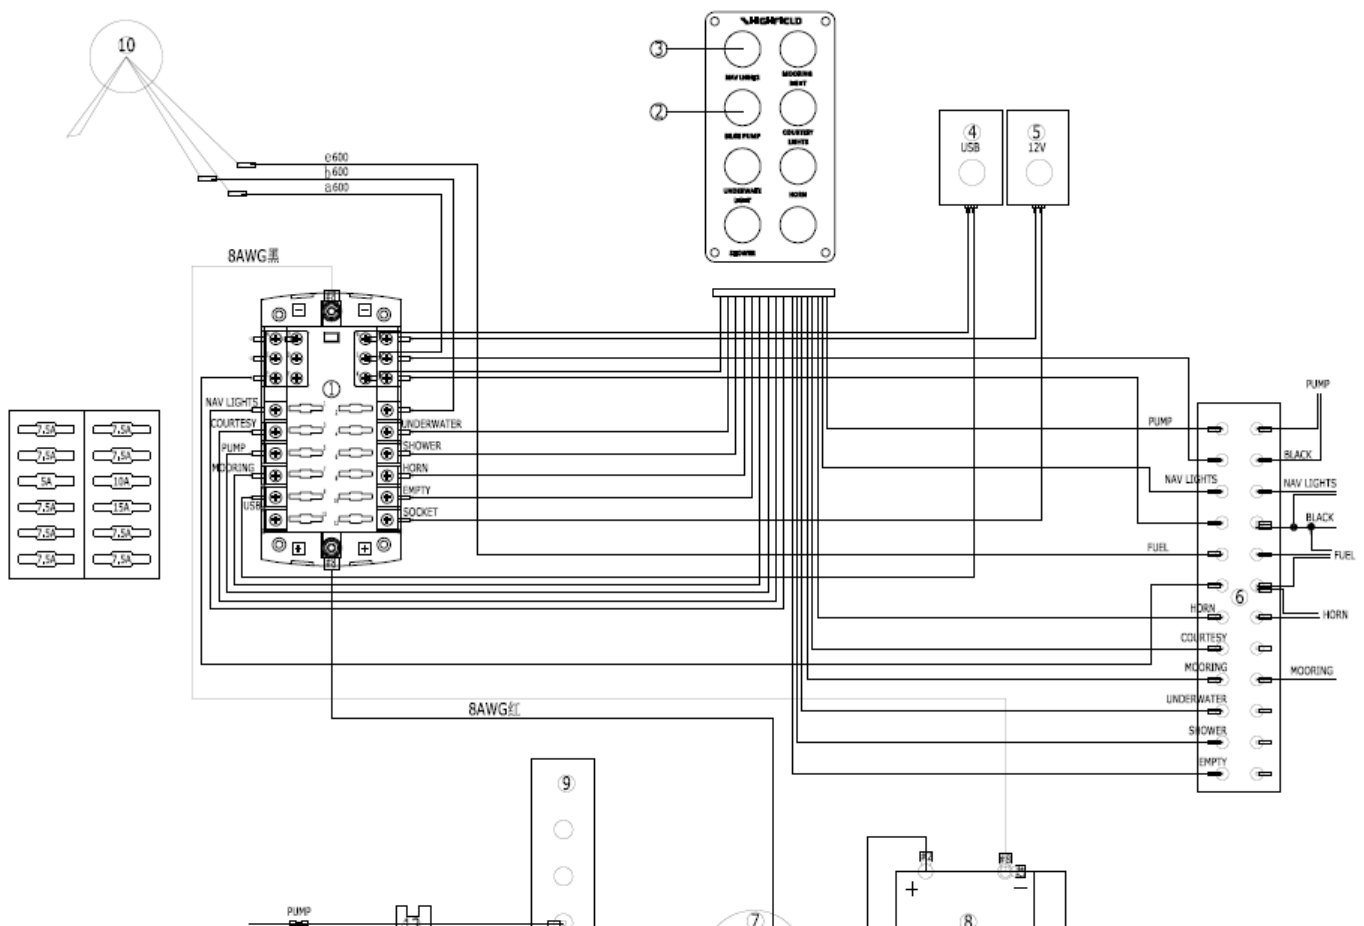 10
HIGHFIELD
3
NAV LIGHTS
MOORING
2
BILGE PUMP
COURTESY
LIGHTS
4
USB
5
12V
e600
b600
a600
UNDERWATE
LIGHT
HORN
SHOWER
8AWG黑
1
NAV LIGHTS
COURTESY
PUMP
MOORING
USB
UNDERWATER
SHOWER
HORN
EMPTY
SOCKET
7.5A 7.5A
7.5A 7.5A
5A 10A
7.5A 15A
7.5A 7.5A
7.5A 7.5A
PUMP
PUMP
BLACK
NAV LIGHTS
NAV LIGHTS
BLACK
FUEL
FUEL
6
HORN
HORN
COURTESY
MOORING
MOORING
UNDERWATER
SHOWER
EMPTY
8AWG红
9
PUMP
7
+
−
8